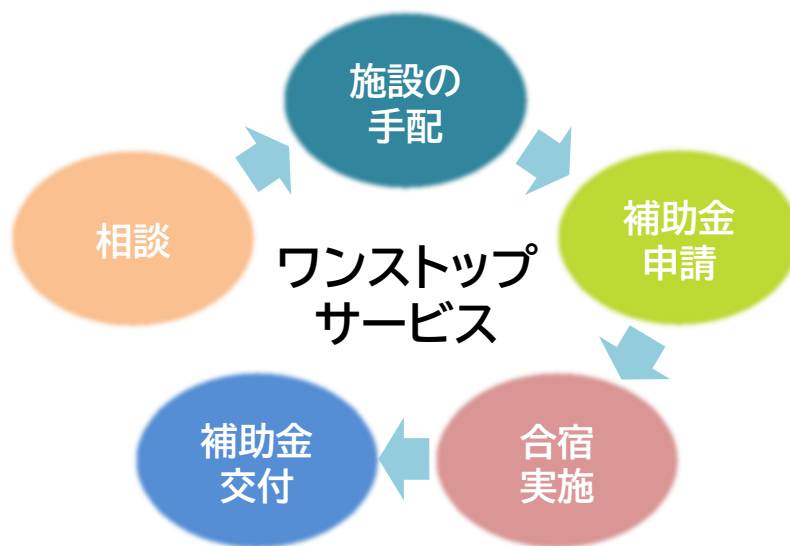 施設の
手配
相談
補助金
申請
ワンストップ
サービス
補助金
交付
合宿
実施